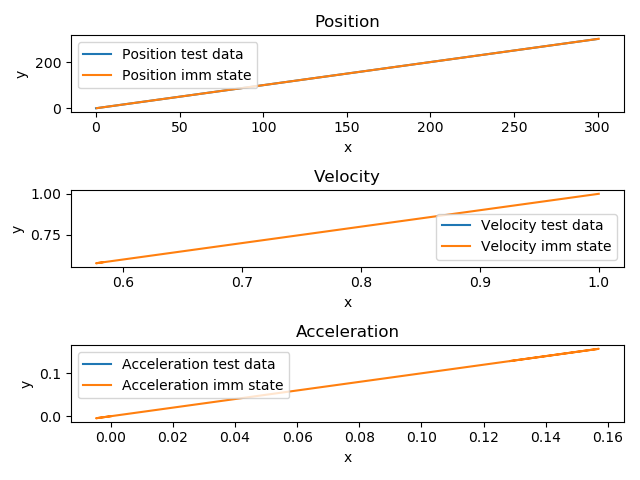 Position
200
0
y
Position test data
Position imm state
0 50 100 150 200 250 300
x
Velocity
1.00
0.75
y
Velocity test data
Velocity imm state
0.6 0.7 0.8 0.9 1.0
x
Acceleration
0.1
0.0
y
Acceleration test data
Acceleration imm state
0.00 0.02 0.04 0.06 0.08 0.10 0.12 0.14 0.16
x